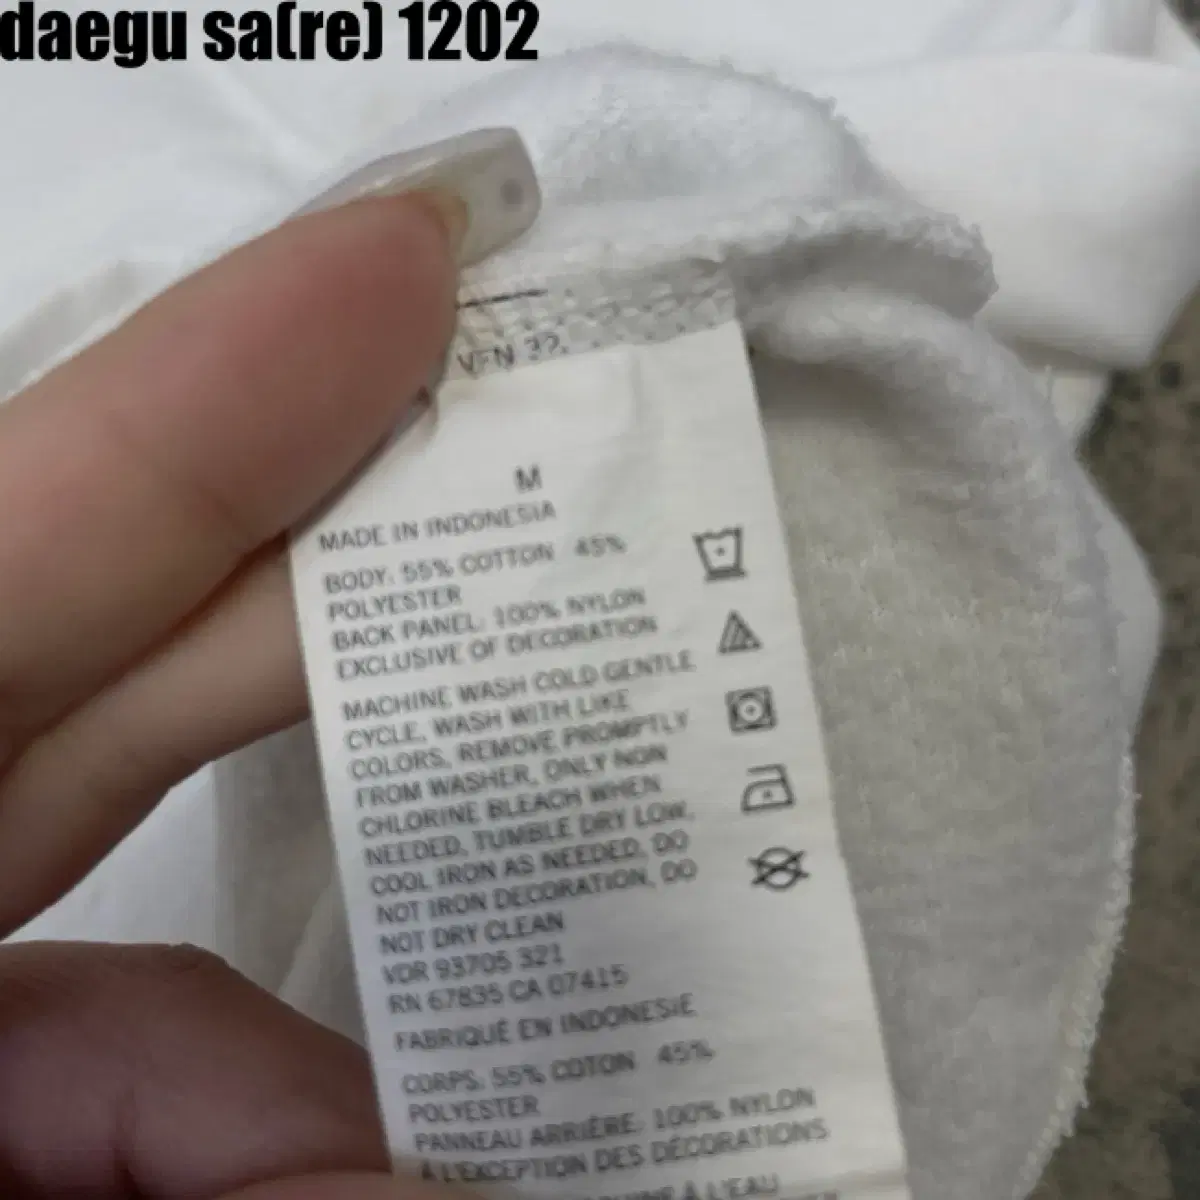 daegu sa(re) 1202
VFN 32.
M
MADE IN INDONESIA
BODY: 55% COTTON 45%
POLYESTER
BACK PANEL: 100% NYLON
EXCLUSIVE OF DECORATION
MACHINE WASH COLD GENTLE
CYCLE, WASH WITH LIKE
COLORS, REMOVE PROMPTLY
FROM WASHER, ONLY NON
CHLORINE BLEACH WHEN
NEEDED, TUMBLE DRY LOW,
COOL IRON AS NEEDED, DO
NOT IRON DECORATION, DO
NOT DRY CLEAN
VDR 93705 321
RN 67835 CA 07415
FABRIQUÉ EN INDONESIE
CORPS: 55% COTON 45%
POLYESTER
PANNEAU ARRIÈRE: 100% NYLON
À L'EXCEPTION DES DÉCORATIONS
À L'EAU